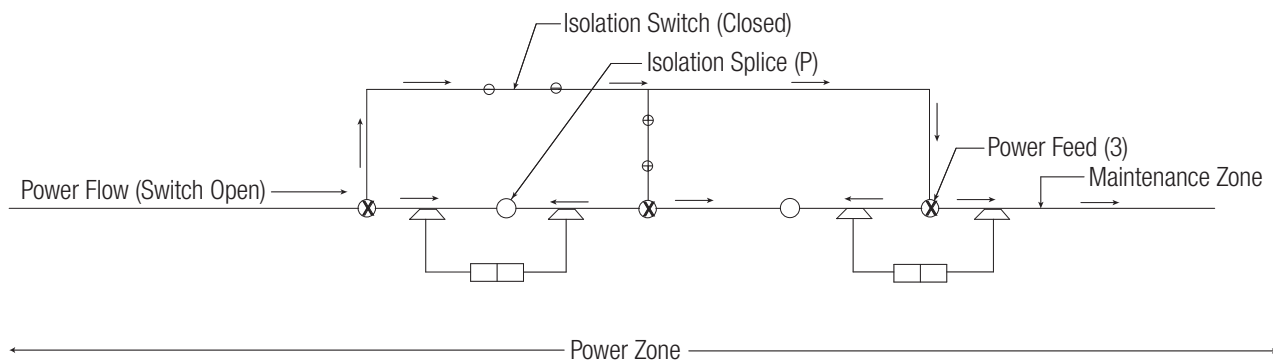 Isolation Switch (Closed)
Isolation Splice (P)
Power Feed (3)
Power Flow (Switch Open)
Maintenance Zone
X
X
X
Power Zone